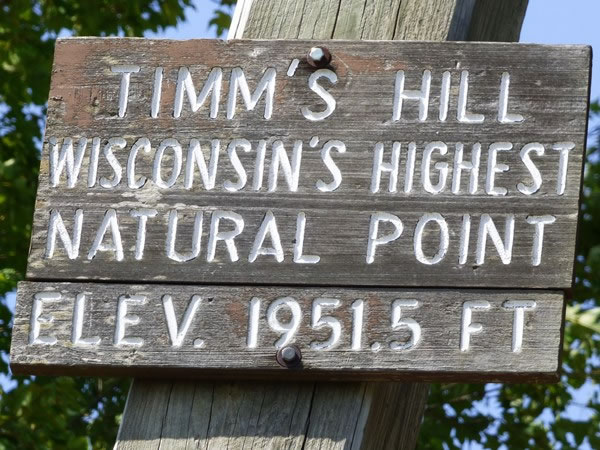 TIMM'S HILL
WISCONSIN'S HIGHEST
NATURAL POINT
ELEV. 1951.5 FT